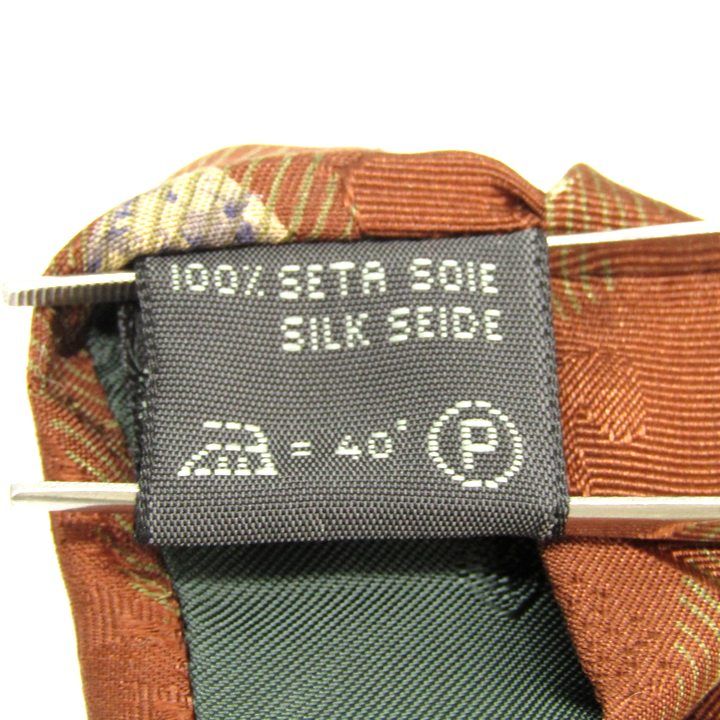 100% SETA SOIE
SILK SEIDE
= 40°
P